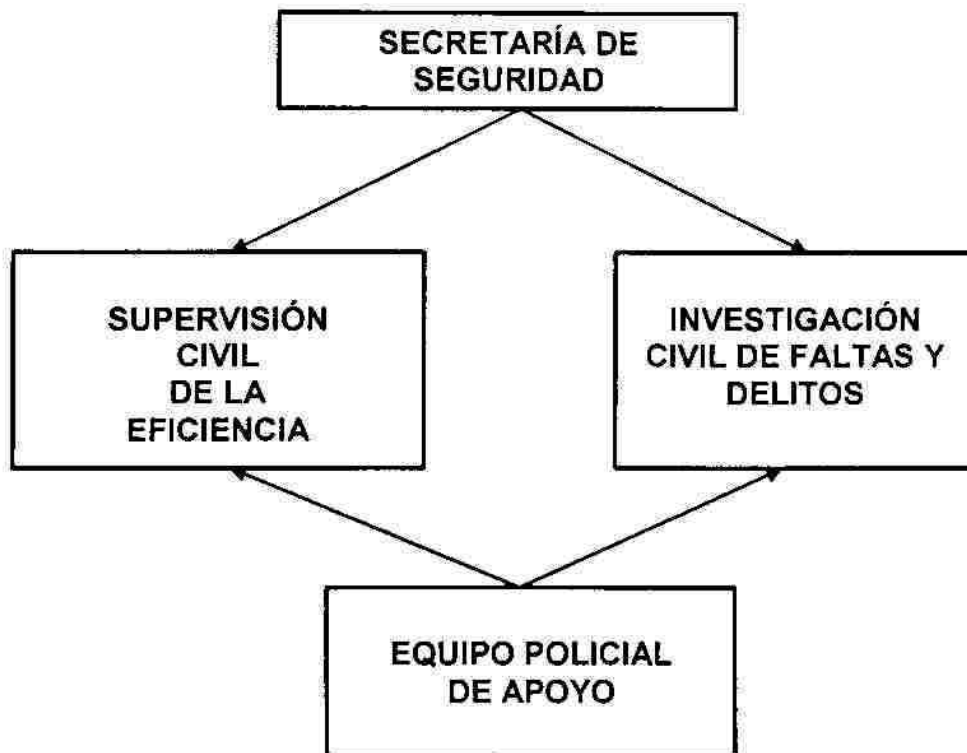 SECRETARÍA DE
SEGURIDAD
SUPERVISIÓN
CIVIL
DE LA
EFICIENCIA
INVESTIGACIÓN
CIVIL DE FALTAS Y
DELITOS
EQUIPO POLICIAL
DE APOYO